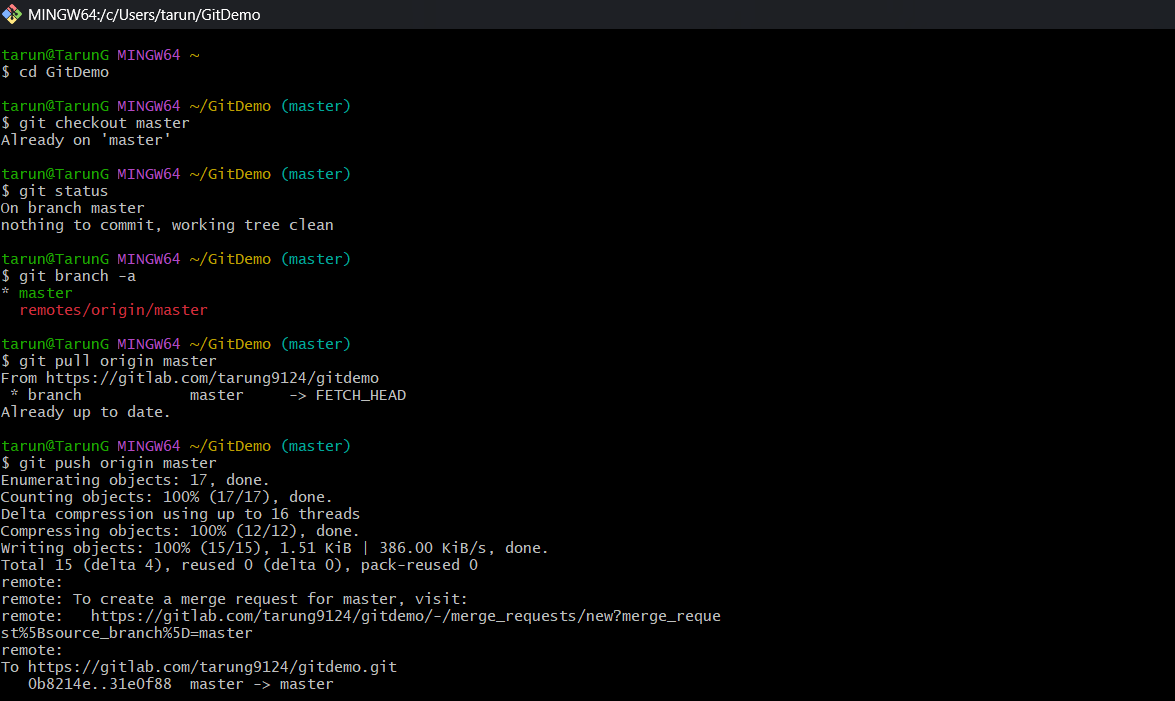 MINGW64:/c/Users/tarun/GitDemo
tarun@TarunG MINGW64 ~
$ cd GitDemo
tarun@TarunG MINGW64 ~/GitDemo (master)
$ git checkout master
Already on 'master'
tarun@TarunG MINGW64 ~/GitDemo (master)
$ git status
On branch master
nothing to commit, working tree clean
tarun@TarunG MINGW64 ~/GitDemo (master)
$ git branch -a
* master
  remotes/origin/master
tarun@TarunG MINGW64 ~/GitDemo (master)
$ git pull origin master
From https://gitlab.com/tarung9124/gitdemo
 * branch            master     -> FETCH_HEAD
Already up to date.
tarun@TarunG MINGW64 ~/GitDemo (master)
$ git push origin master
Enumerating objects: 17, done.
Counting objects: 100% (17/17), done.
Delta compression using up to 16 threads
Compressing objects: 100% (12/12), done.
Writing objects: 100% (15/15), 1.51 KiB | 386.00 KiB/s, done.
Total 15 (delta 4), reused 0 (delta 0), pack-reused 0
remote:
remote: To create a merge request for master, visit:
remote:   https://gitlab.com/tarung9124/gitdemo/-/merge_requests/new?merge_reque
st%5Bsource_branch%5D=master
remote:
To https://gitlab.com/tarung9124/gitdemo.git
   0b8214e..31e0f88  master -> master